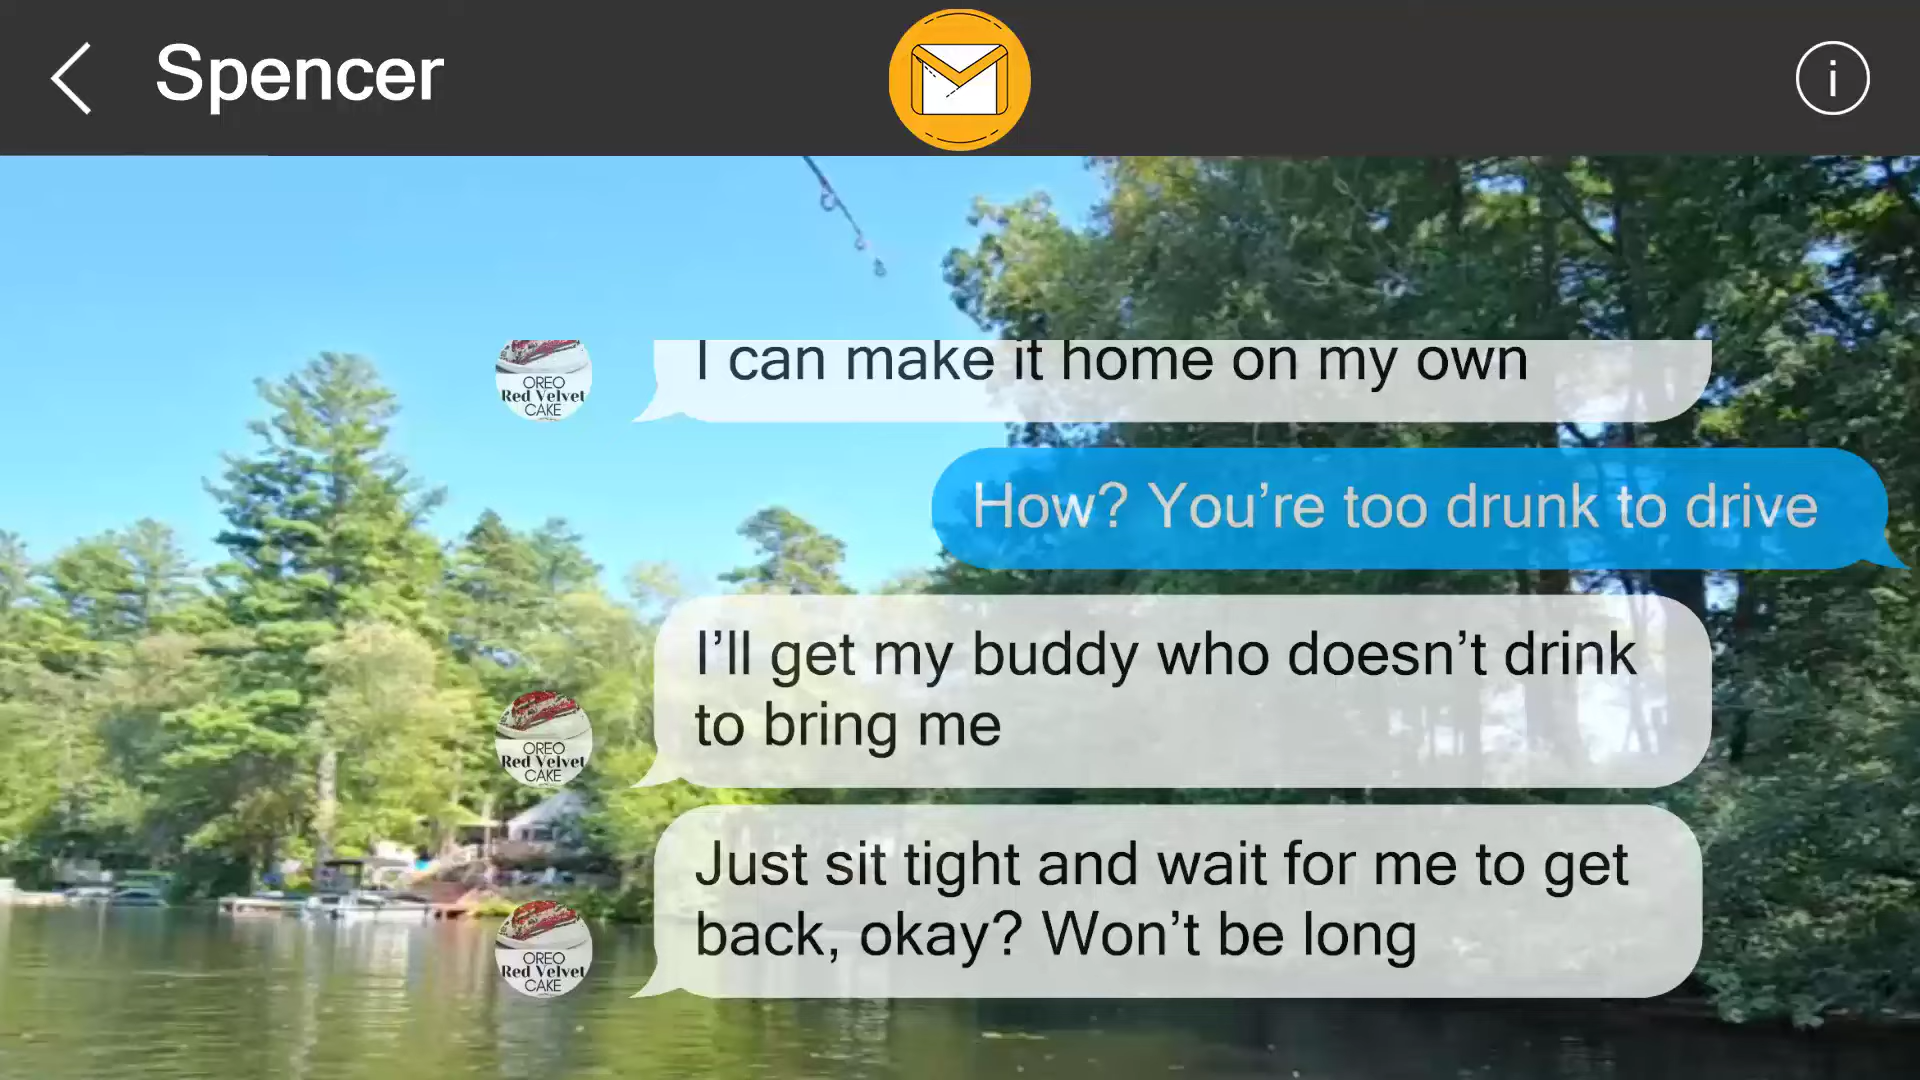 Spencer
i
I can make it home on my own
OREO
Red Velvet
CAKE
How? You’re too drunk to drive
I’ll get my buddy who doesn’t drink
to bring me
OREO
Red Velvet
CAKE
Just sit tight and wait for me to get
back, okay? Won’t be long
OREO
Red Velvet
CAKE